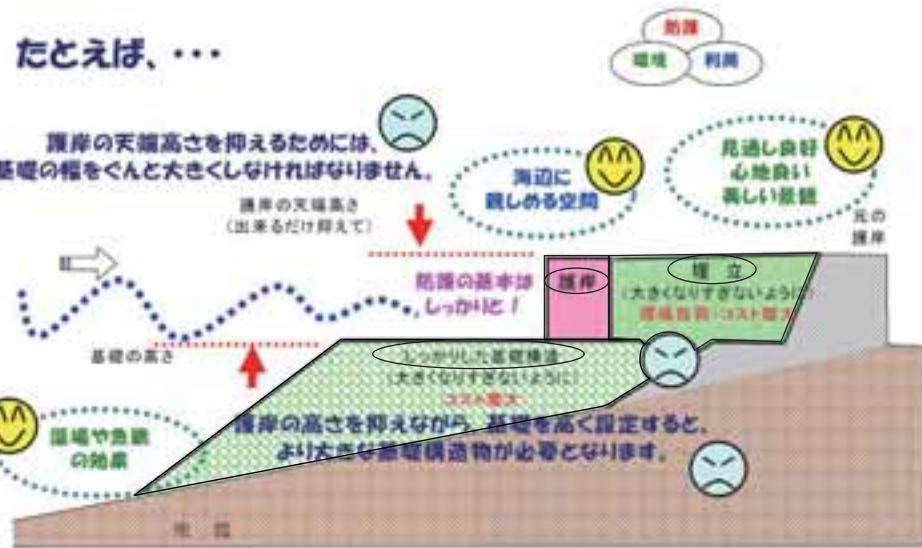 たとえば、・・・
防護
環境
利用
護岸の天端高さを抑えるためには、
基礎の幅をぐんと大きくしなければなりません。
護岸の天端高さ
（出来るだけ抑えて）
海辺に
親しめる空間
見通し良好
心地良い
美しい景観
元の
護岸
防護の基本は
しっかりと！
護岸
埋 立
（大きくなりすぎないように）
コスト増大
基礎の高さ
しっかりした基礎構造
（大きくなりすぎないように）
コスト増大
藻場や魚礁
の効果
護岸の高さを抑えながら、基礎を高く設定すると、
より大きな基礎構造物が必要となります。